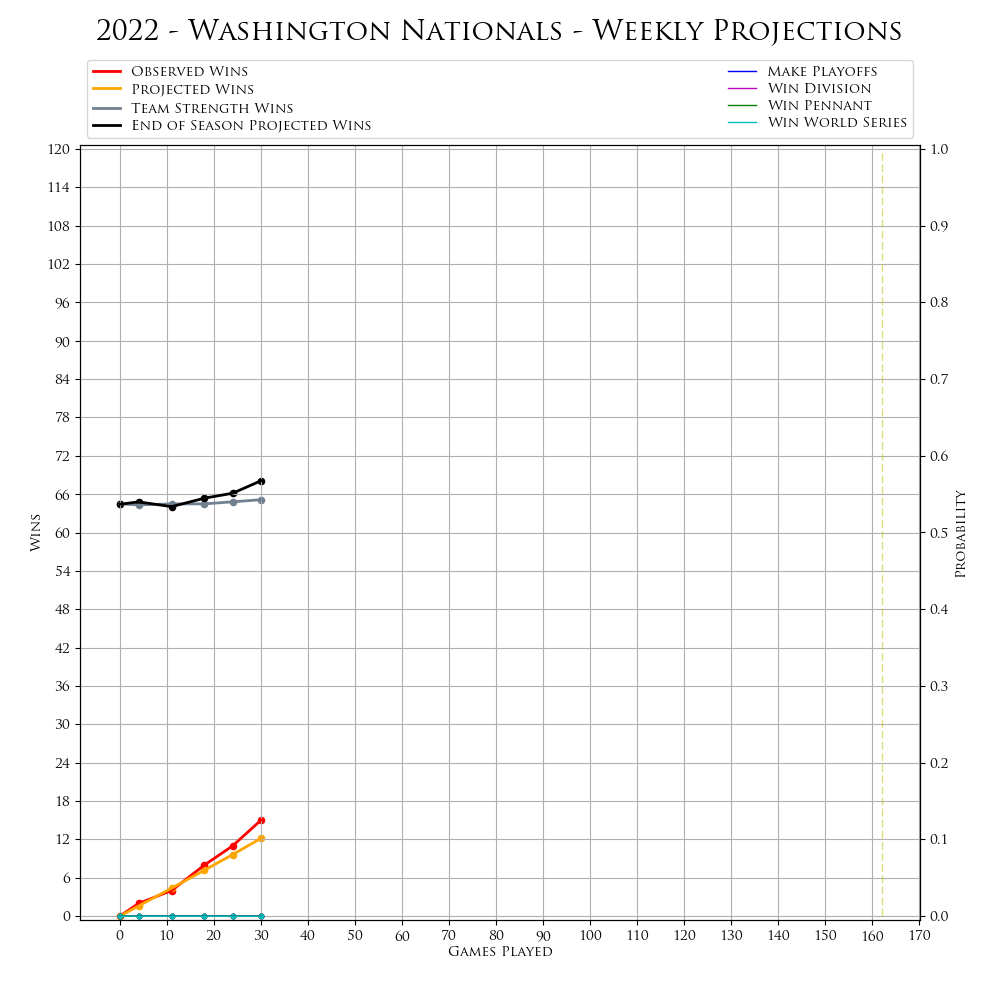 2022 - Washington Nationals - Weekly Projections
Observed Wins
Projected Wins
Team Strength Wins
End of Season Projected Wins
Make Playoffs
Win Division
Win Pennant
Win World Series
120
114
108
102
96
90
84
78
72
66
60
54
48
42
36
30
24
18
12
6
0
Wins
1.0
0.9
0.8
0.7
0.6
0.5
0.4
0.3
0.2
0.1
0.0
Probability
0 10 20 30 40 50 60 70 80 90 100 110 120 130 140 150 160 170
Games Played